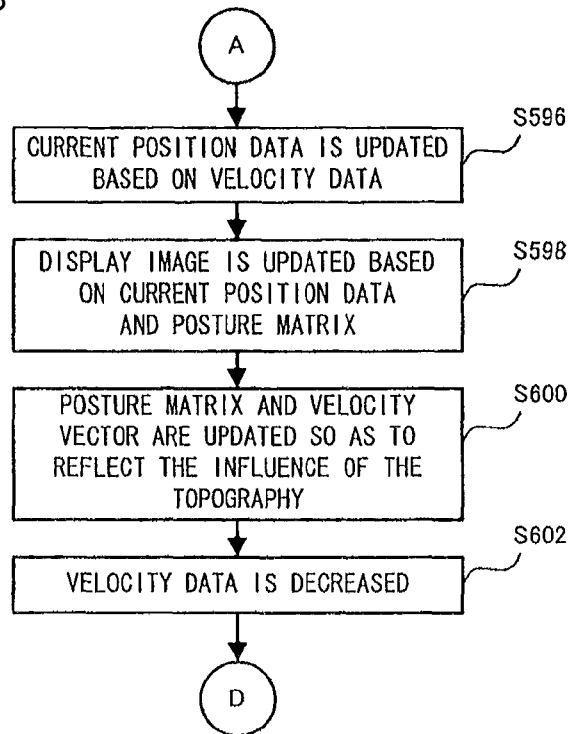 A
S596
CURRENT POSITION DATA IS UPDATED
BASED ON VELOCITY DATA
S598
DISPLAY IMAGE IS UPDATED BASED
ON CURRENT POSITION DATA
AND POSTURE MATRIX
S600
POSTURE MATRIX AND VELOCITY
VECTOR ARE UPDATED SO AS TO
REFLECT THE INFLUENCE OF THE
TOPOGRAPHY
S602
VELOCITY DATA IS DECREASED
D